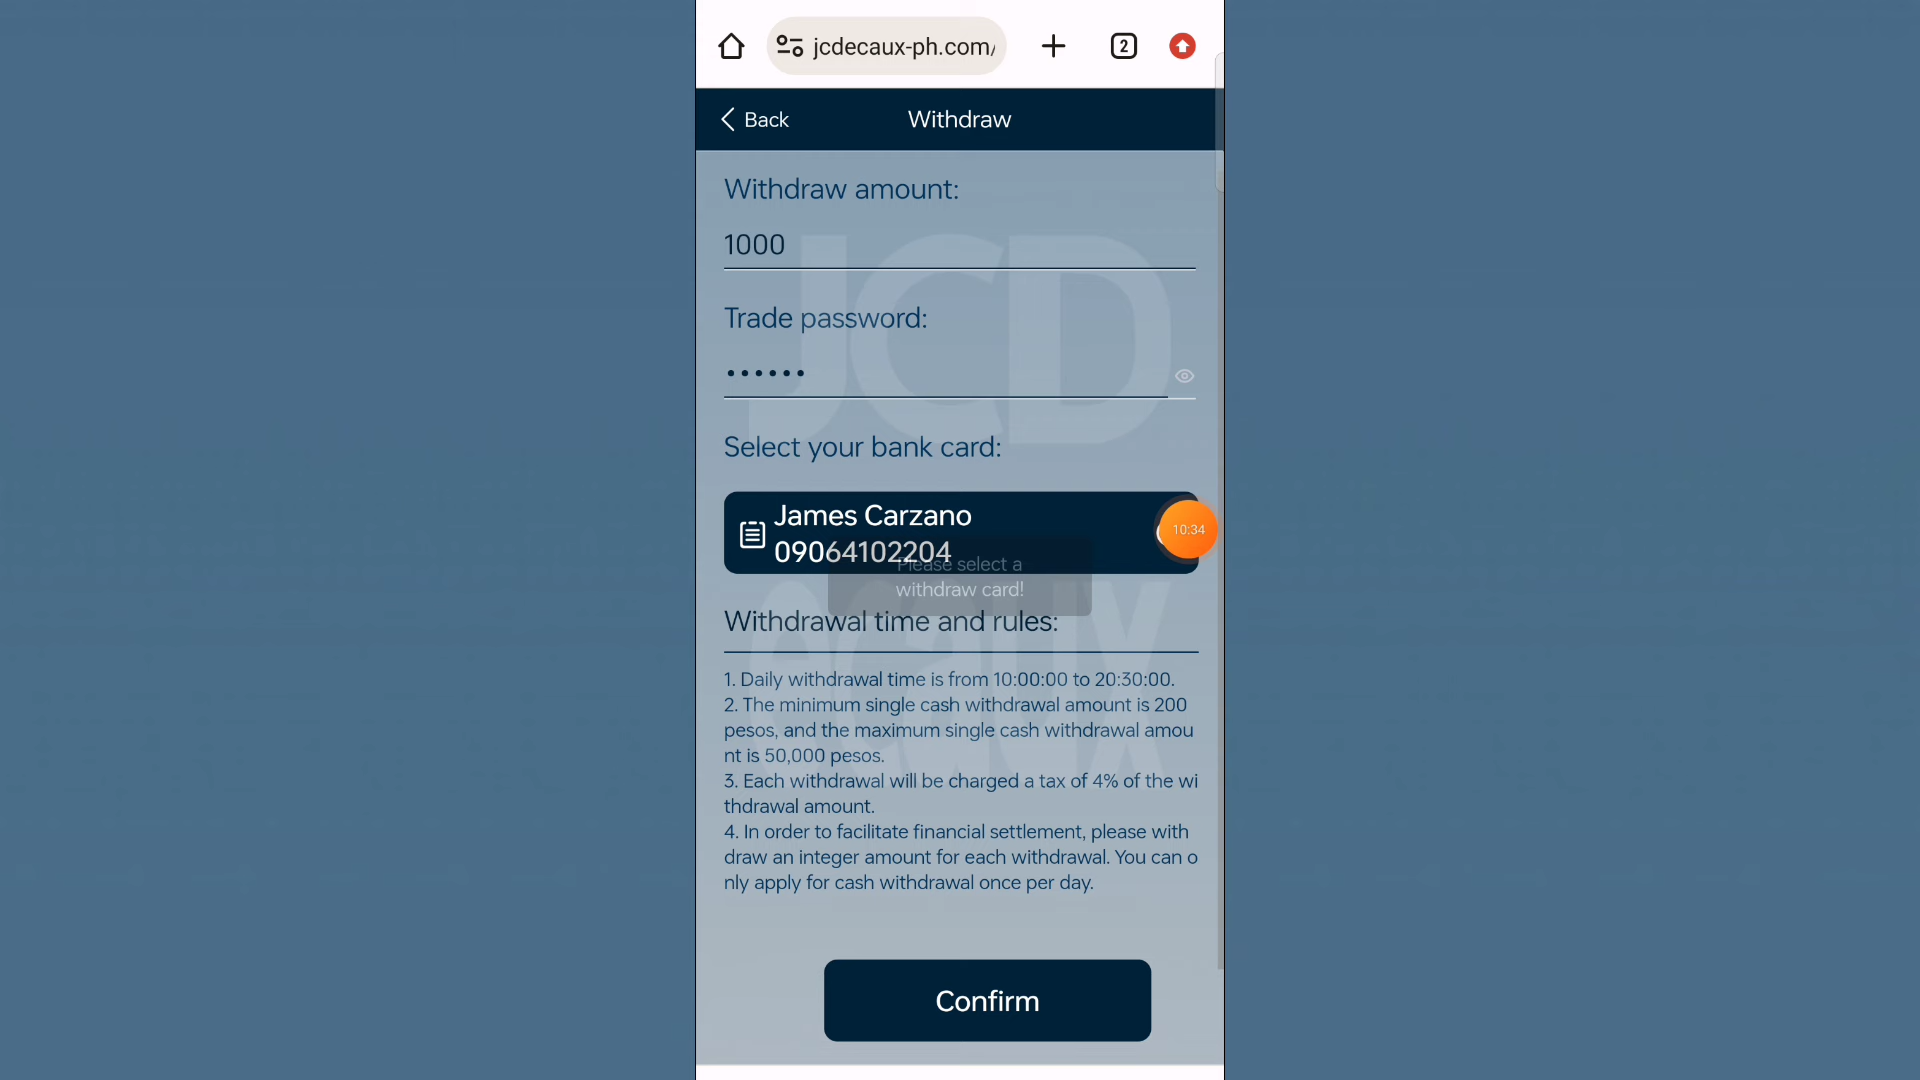 jcdecaux-ph.com/
2
Back
Withdraw
Withdraw amount:
1000
Trade password:
••••••
Select your bank card:
James Carzano
09064102204
10:34
Please select a
withdraw card!
Withdrawal time and rules:
1. Daily withdrawal time is from 10:00:00 to 20:30:00.
2. The minimum single cash withdrawal amount is 200
pesos, and the maximum single cash withdrawal amou
nt is 50,000 pesos.
3. Each withdrawal will be charged a tax of 4% of the wi
thdrawal amount.
4. In order to facilitate financial settlement, please with
draw an integer amount for each withdrawal. You can o
nly apply for cash withdrawal once per day.
Confirm
JCD
ecaux